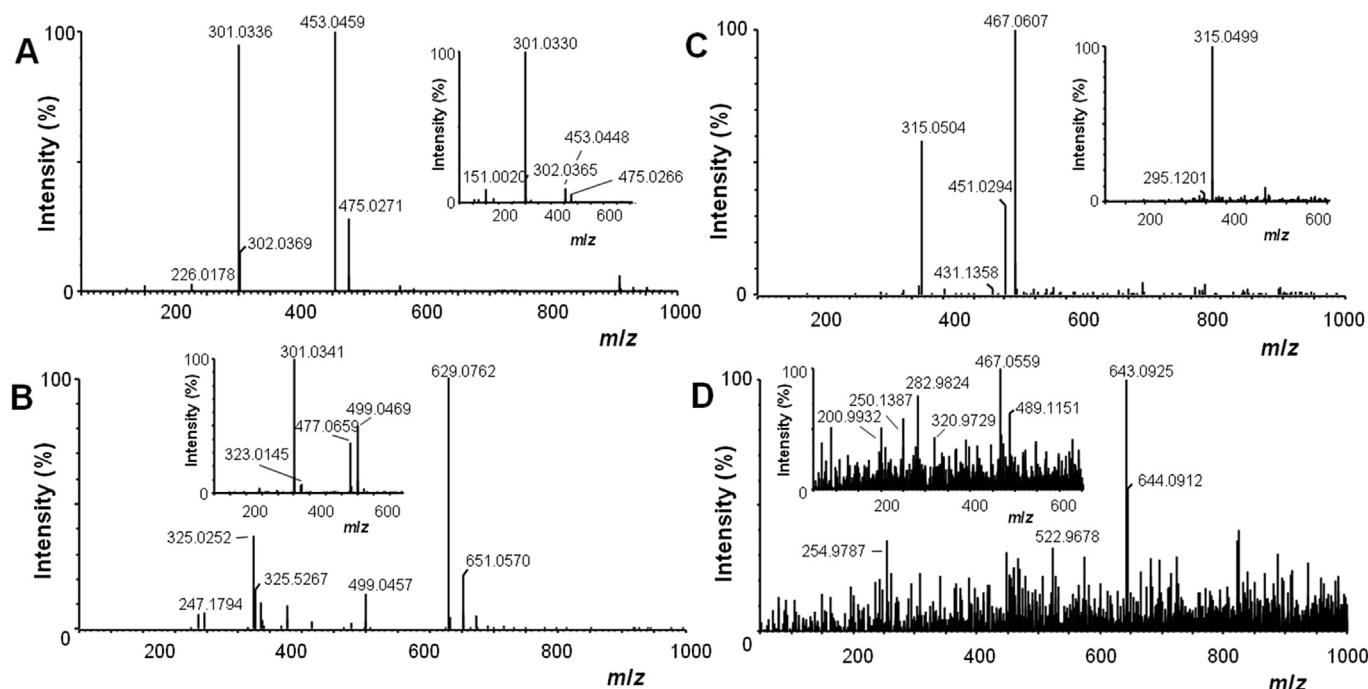 A
Intensity (%)
100
0
301.0336
453.0459
475.0271
302.0369
226.0178
200 400 600 800 1000
m/z
Intensity (%)
100
0
301.0330
453.0448
151.0020
302.0365
475.0266
200 400 600
m/z
C
Intensity (%)
100
0
467.0607
315.0504
451.0294
431.1358
200 400 600 800 1000
m/z
Intensity (%)
100
0
315.0499
295.1201
200 400 600
m/z
B
Intensity (%)
100
0
629.0762
325.0252
325.5267
651.0570
499.0457
247.1794
200 400 600 800 1000
m/z
Intensity (%)
100
0
301.0341
499.0469
477.0659
323.0145
200 400 600
m/z
D
Intensity (%)
100
0
643.0925
644.0912
522.9678
254.9787
200 400 600 800 1000
m/z
Intensity (%)
100
0
467.0559
282.9824
250.1387
200.9932
320.9729
489.1151
200 400 600
m/z